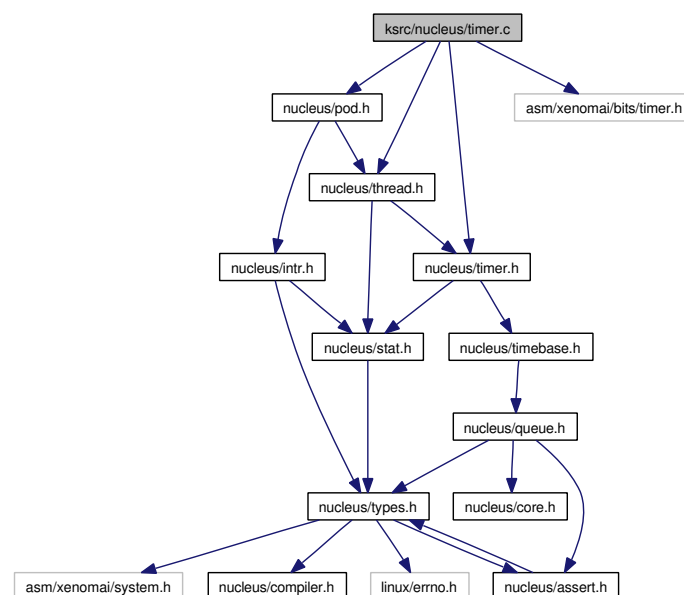 ksrc/nucleus/timer.c
nucleus/pod.h
asm/xenomai/bits/timer.h
nucleus/thread.h
nucleus/intr.h
nucleus/timer.h
nucleus/stat.h
nucleus/timebase.h
nucleus/queue.h
nucleus/types.h
nucleus/core.h
asm/xenomai/system.h
nucleus/compiler.h
linux/errno.h
nucleus/assert.h